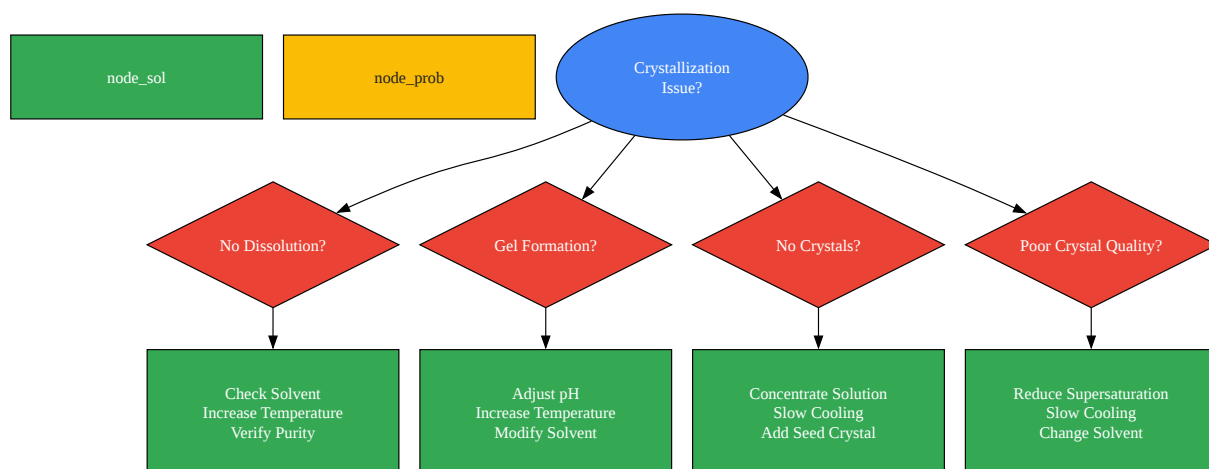 node_sol
node_prob
Crystallization
Issue?
No Dissolution?
Gel Formation?
No Crystals?
Poor Crystal Quality?
Check Solvent
Increase Temperature
Verify Purity
Adjust pH
Increase Temperature
Modify Solvent
Concentrate Solution
Slow Cooling
Add Seed Crystal
Reduce Supersaturation
Slow Cooling
Change Solvent